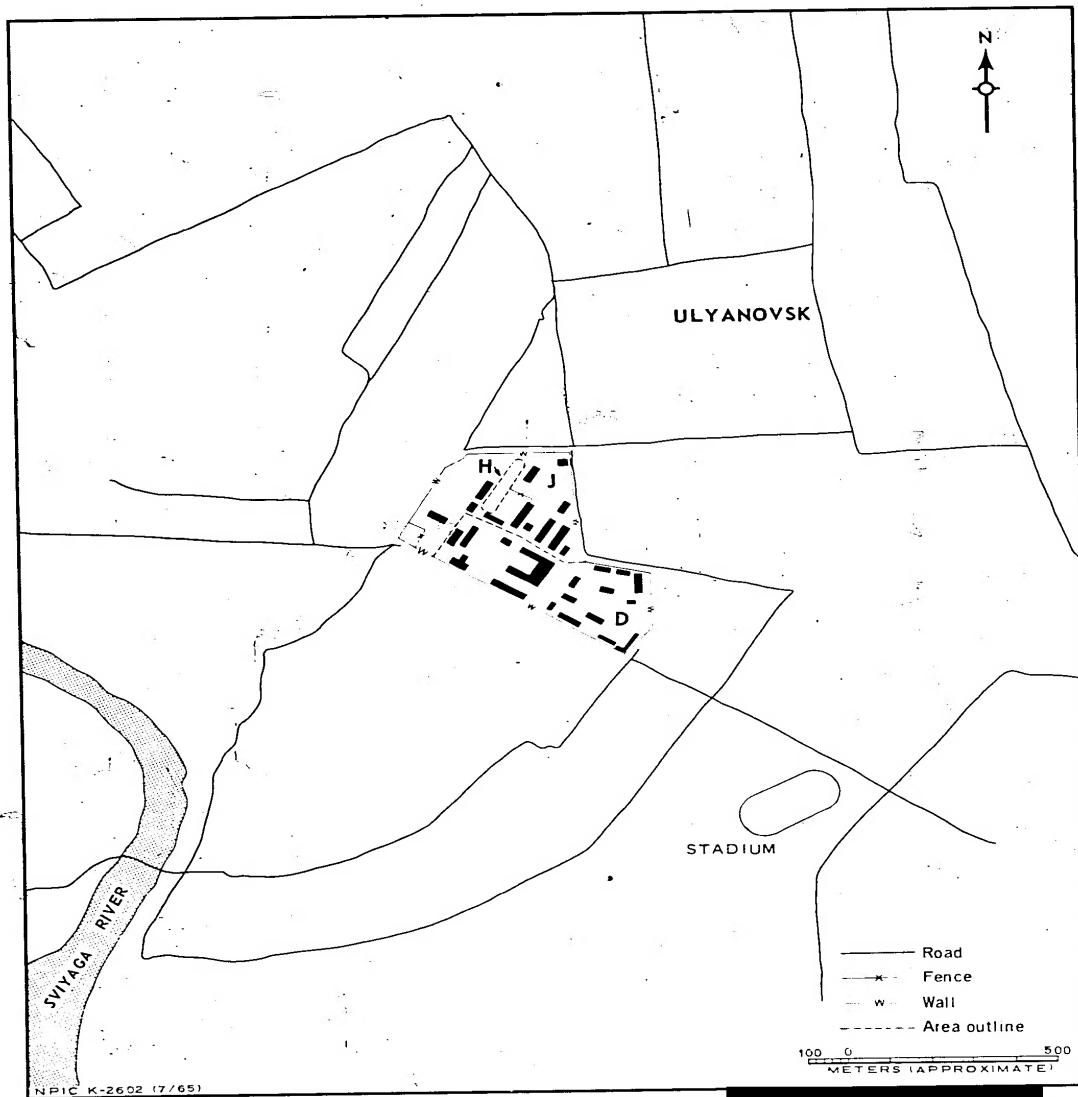 N
ULYANOVSK
H
J
W
W
W
W
D
W
STADIUM
SVIYAGA RIVER
Road
x Fence
w Wall
Area outline
100 0 500
METERS (APPROXIMATE)
NPIC K-2602 (7/65)